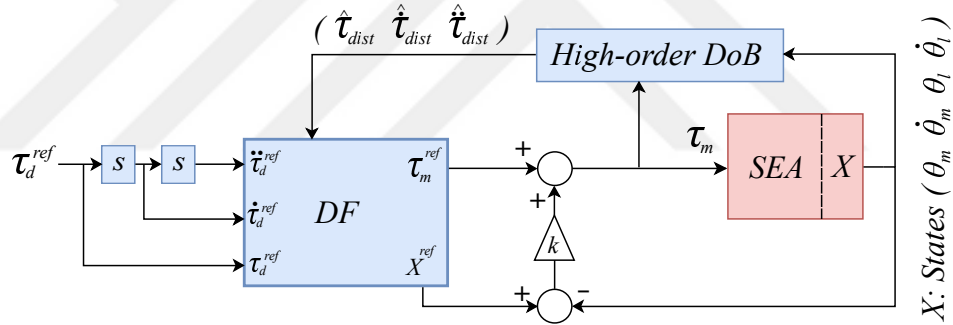 ( τ̂_dist τ̂̇_dist τ̂̈_dist )
High-order DoB
τ_d^ref
s
s
τ̈_d^ref
τ̇_d^ref
τ_d^ref
DF
τ_m^ref
X^ref
+
+
k
+
−
τ_m
SEA
X
X: States ( θ_m θ̇_m θ_l θ̇_l )